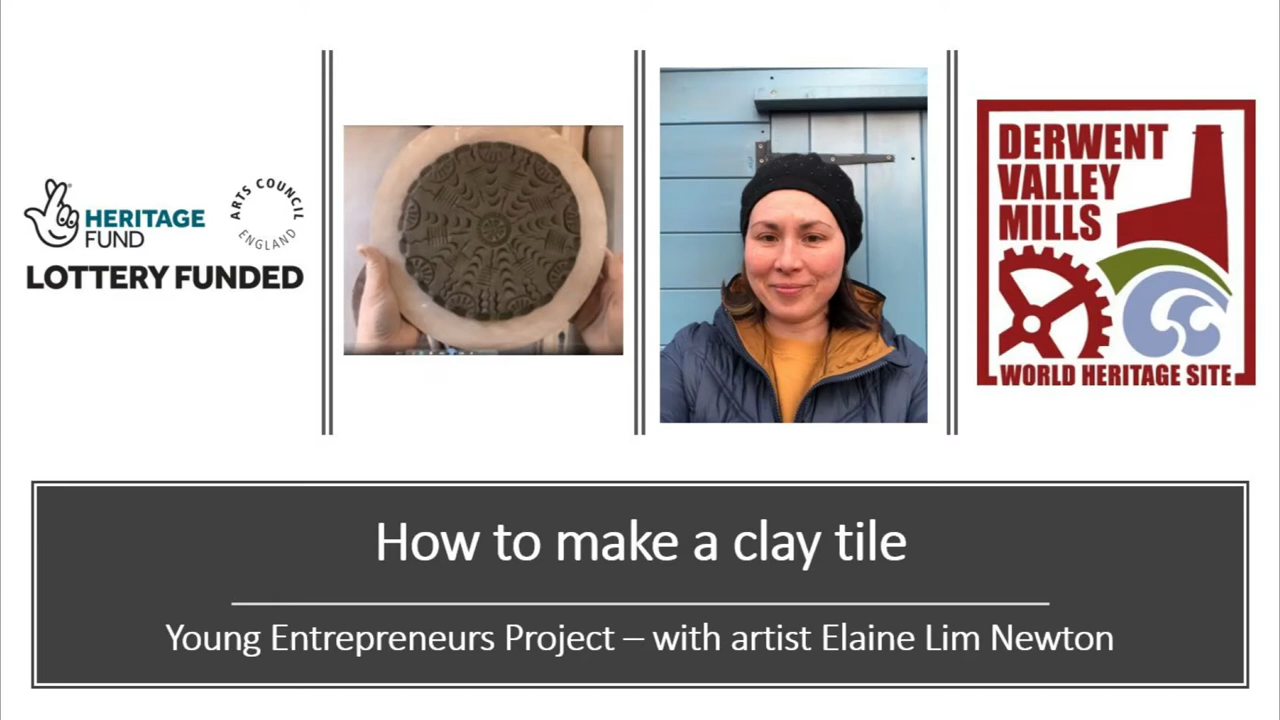 HERITAGE
FUND
ARTS COUNCIL
ENGLAND
LOTTERY FUNDED
DERWENT
VALLEY
MILLS
WORLD HERITAGE SITE
How to make a clay tile
Young Entrepreneurs Project – with artist Elaine Lim Newton